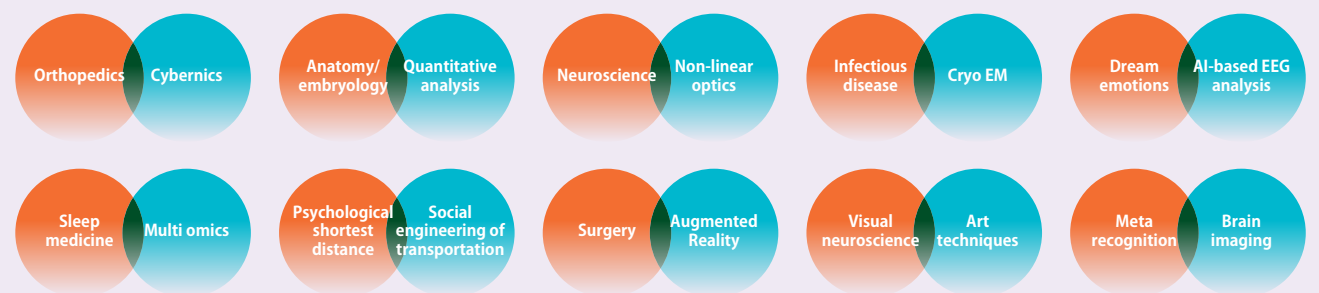 Orthopedics
Cybernics
Anatomy/
embryology
Quantitative
analysis
Neuroscience
Non-linear
optics
Infectious
disease
Cryo EM
Dream
emotions
AI-based EEG
analysis
Sleep
medicine
Multi omics
Psychological
shortest
distance
Social
engineering of
transportation
Surgery
Augmented
Reality
Visual
neuroscience
Art
techniques
Meta
recognition
Brain
imaging